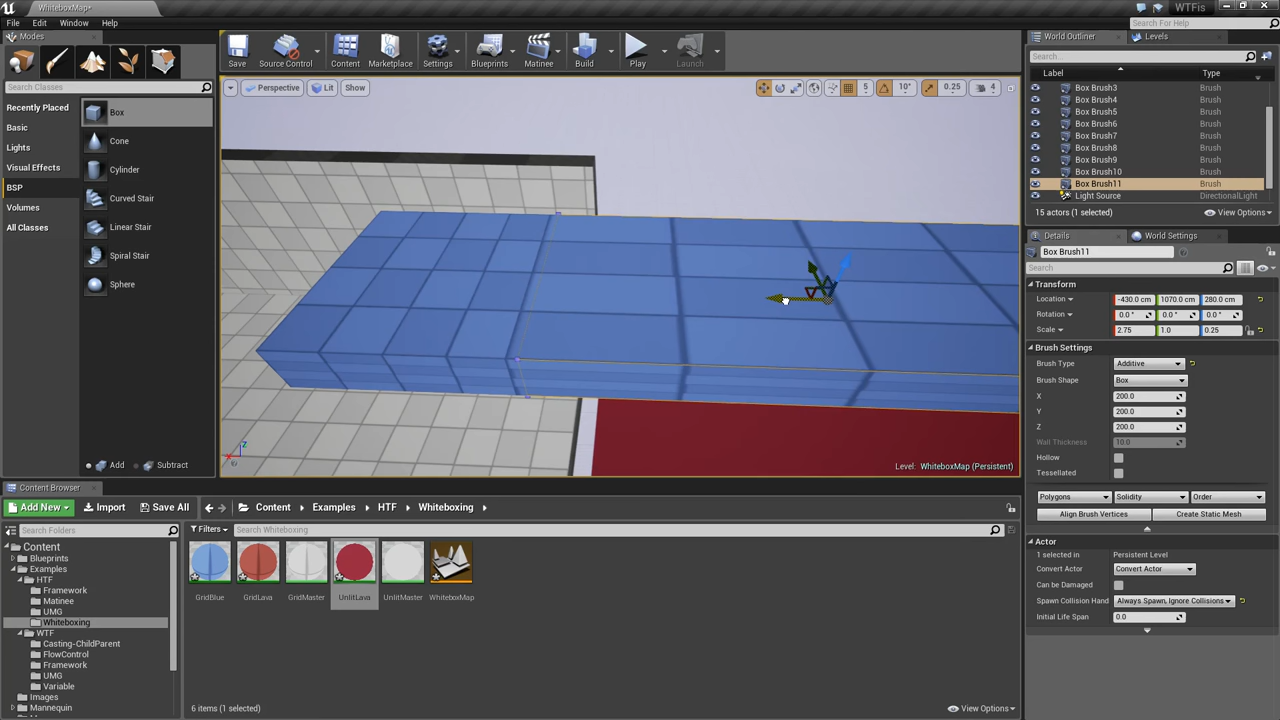 WhiteboxMap*
WTFis
File Edit Window Help
Search For Help
Modes
World Outliner Levels
Save Source Control Content Marketplace Settings Blueprints Matinee Build Play Launch
Search...
Search Classes
Label Type
Perspective Lit Show 5 10° 0.25 4
Box Brush3 Brush
Box Brush4 Brush
Box Brush5 Brush
Box Brush6 Brush
Box Brush7 Brush
Box Brush8 Brush
Box Brush9 Brush
Box Brush10 Brush
Box Brush11 Brush
Light Source DirectionalLight
15 actors (1 selected) View Options
Recently Placed
Basic
Lights
Visual Effects
BSP
Volumes
All Classes
Box
Cone
Cylinder
Curved Stair
Linear Stair
Spiral Stair
Sphere
Add Subtract
Z
Level: WhiteboxMap (Persistent)
Details World Settings
Box Brush11
Search
Transform
Location -430.0 cm 1070.0 cm 280.0 cm
Rotation 0.0 ° 0.0 ° 0.0 °
Scale 2.75 1.0 0.25
Brush Settings
Brush Type Additive
Brush Shape Box
X 200.0
Y 200.0
Z 200.0
Wall Thickness 10.0
Hollow
Tessellated
Polygons Solidity Order
Align Brush Vertices Create Static Mesh
Actor
1 selected in Persistent Level
Convert Actor Convert Actor
Can be Damaged
Spawn Collision Hand Always Spawn, Ignore Collisions
Initial Life Span 0.0
Content Browser
Add New Import Save All Content Examples HTF Whiteboxing
Search Folders
Filters Search Whiteboxing
Content
Blueprints
Examples
HTF
Framework
Matinee
UMG
Whiteboxing
WTF
Casting-ChildParent
FlowControl
Framework
UMG
Variable
Images
Mannequin
GridBlue GridLava GridMaster UnlitLava UnlitMaster WhiteboxMap
6 items (1 selected) View Options